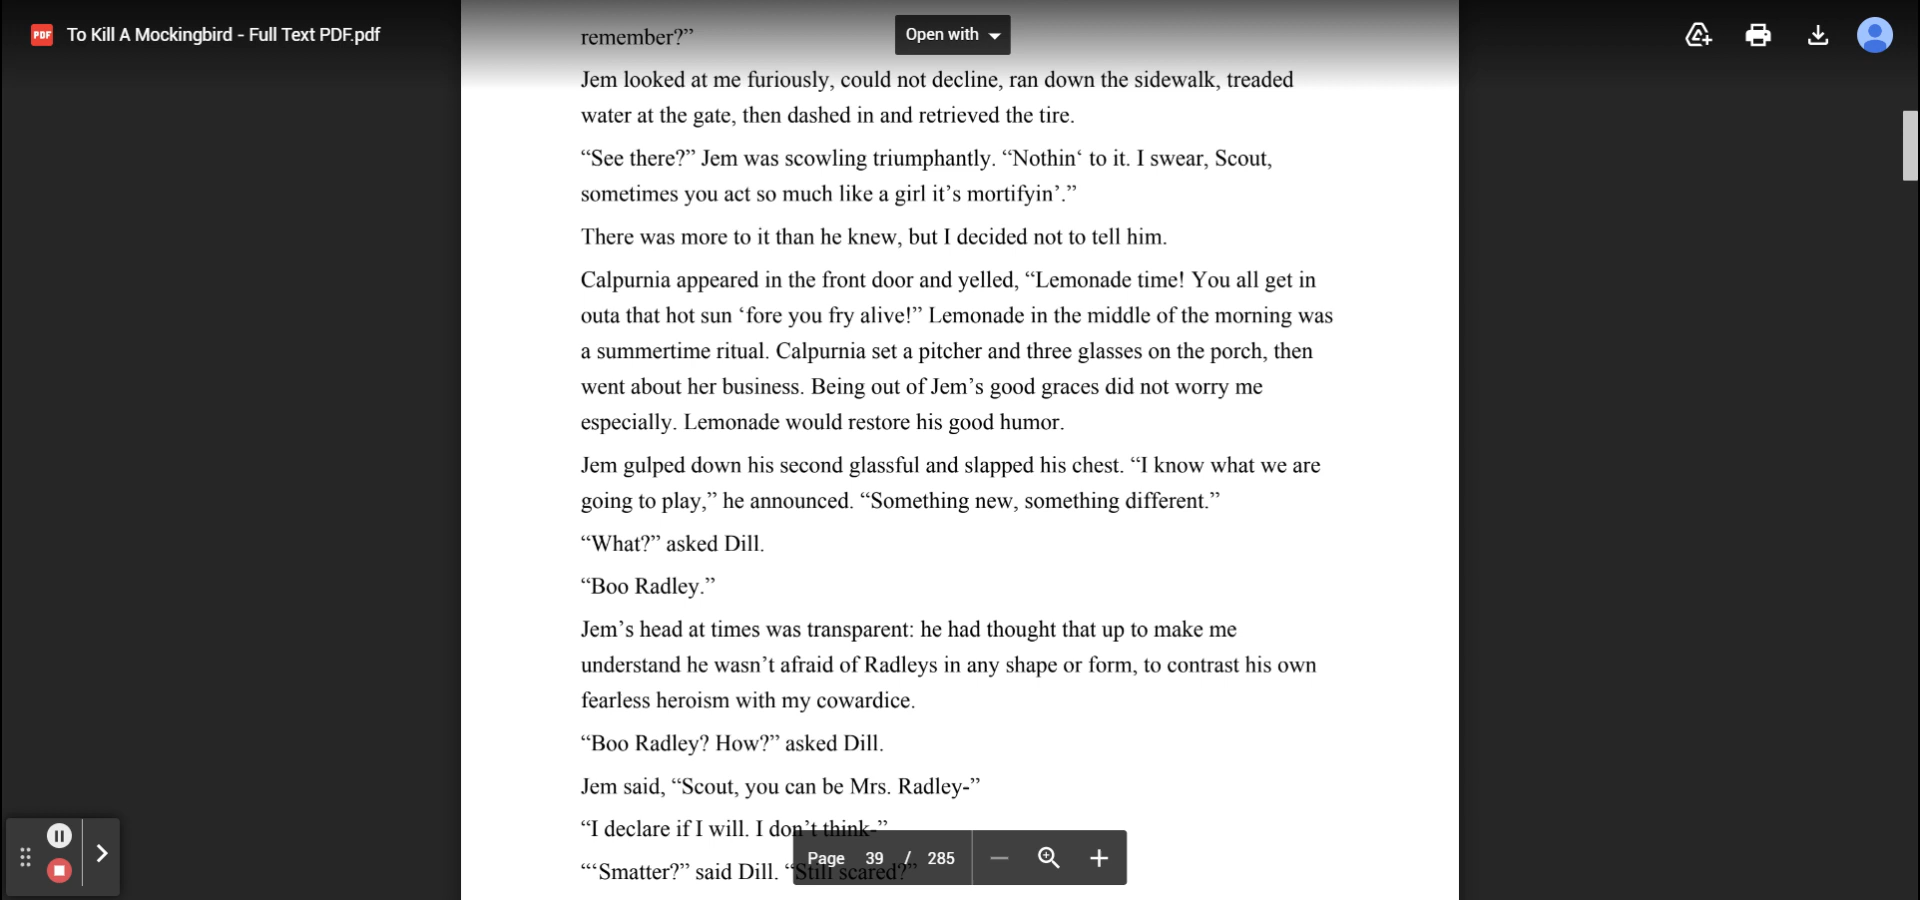 PDF To Kill A Mockingbird - Full Text PDF.pdf
Open with
remember?”
Jem looked at me furiously, could not decline, ran down the sidewalk, treaded
water at the gate, then dashed in and retrieved the tire.
“See there?” Jem was scowling triumphantly. “Nothin‘ to it. I swear, Scout,
sometimes you act so much like a girl it’s mortifyin’.”
There was more to it than he knew, but I decided not to tell him.
Calpurnia appeared in the front door and yelled, “Lemonade time! You all get in
outa that hot sun ‘fore you fry alive!” Lemonade in the middle of the morning was
a summertime ritual. Calpurnia set a pitcher and three glasses on the porch, then
went about her business. Being out of Jem’s good graces did not worry me
especially. Lemonade would restore his good humor.
Jem gulped down his second glassful and slapped his chest. “I know what we are
going to play,” he announced. “Something new, something different.”
“What?” asked Dill.
“Boo Radley.”
Jem’s head at times was transparent: he had thought that up to make me
understand he wasn’t afraid of Radleys in any shape or form, to contrast his own
fearless heroism with my cowardice.
“Boo Radley? How?” asked Dill.
Jem said, “Scout, you can be Mrs. Radley-”
“I declare if I will. I don’t think-”
“‘Smatter?” said Dill. “Still scared?”
Page 39 / 285